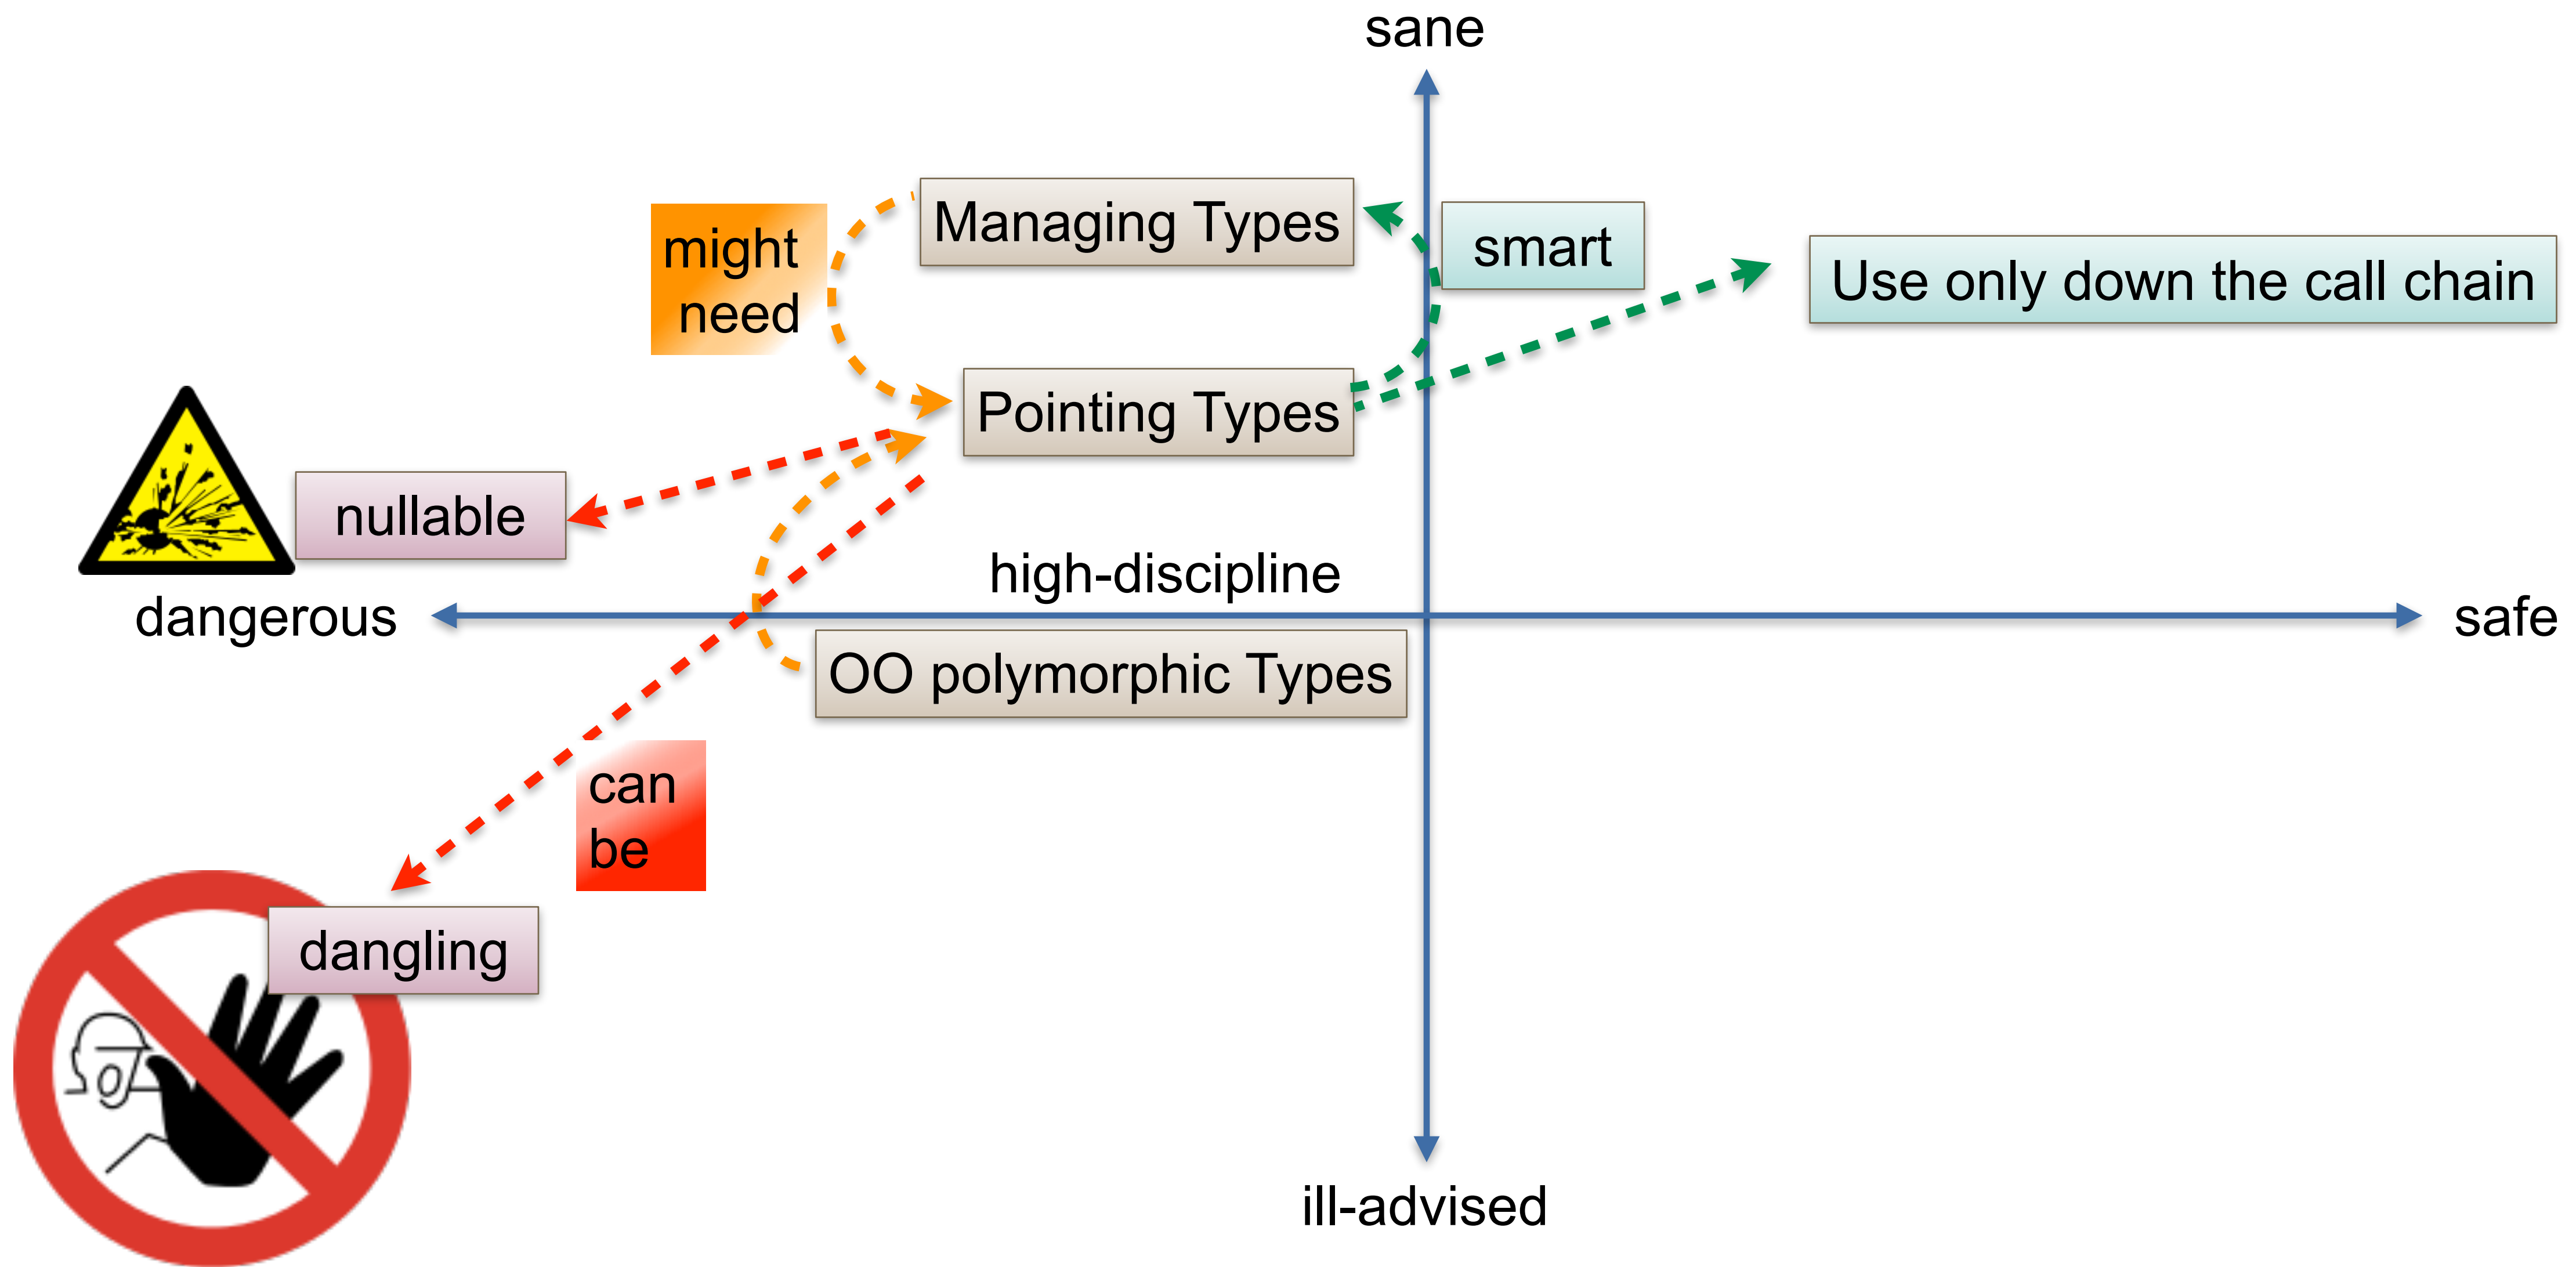 sane
Managing Types
smart
might
need
Use only down the call chain
Pointing Types
nullable
high-discipline
dangerous
safe
OO polymorphic Types
can
be
dangling
ill-advised